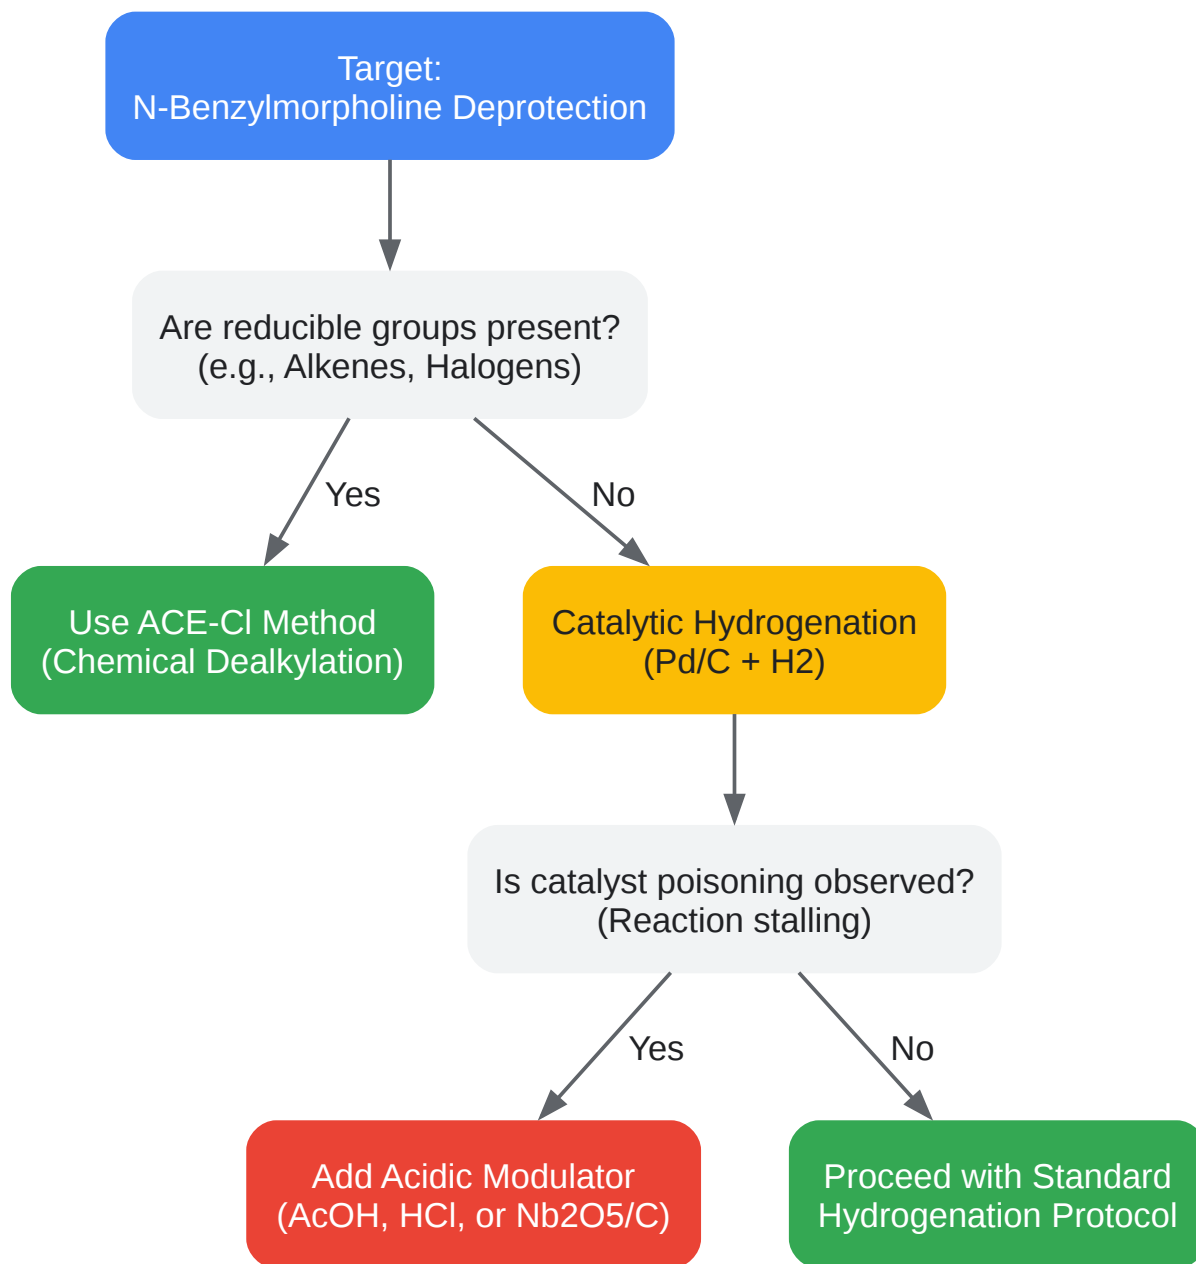 Target:
N-Benzylmorpholine Deprotection
Are reducible groups present?
(e.g., Alkenes, Halogens)
Yes
No
Use ACE-Cl Method
(Chemical Dealkylation)
Catalytic Hydrogenation
(Pd/C + H2)
Is catalyst poisoning observed?
(Reaction stalling)
Yes
No
Add Acidic Modulator
(AcOH, HCl, or Nb2O5/C)
Proceed with Standard
Hydrogenation Protocol